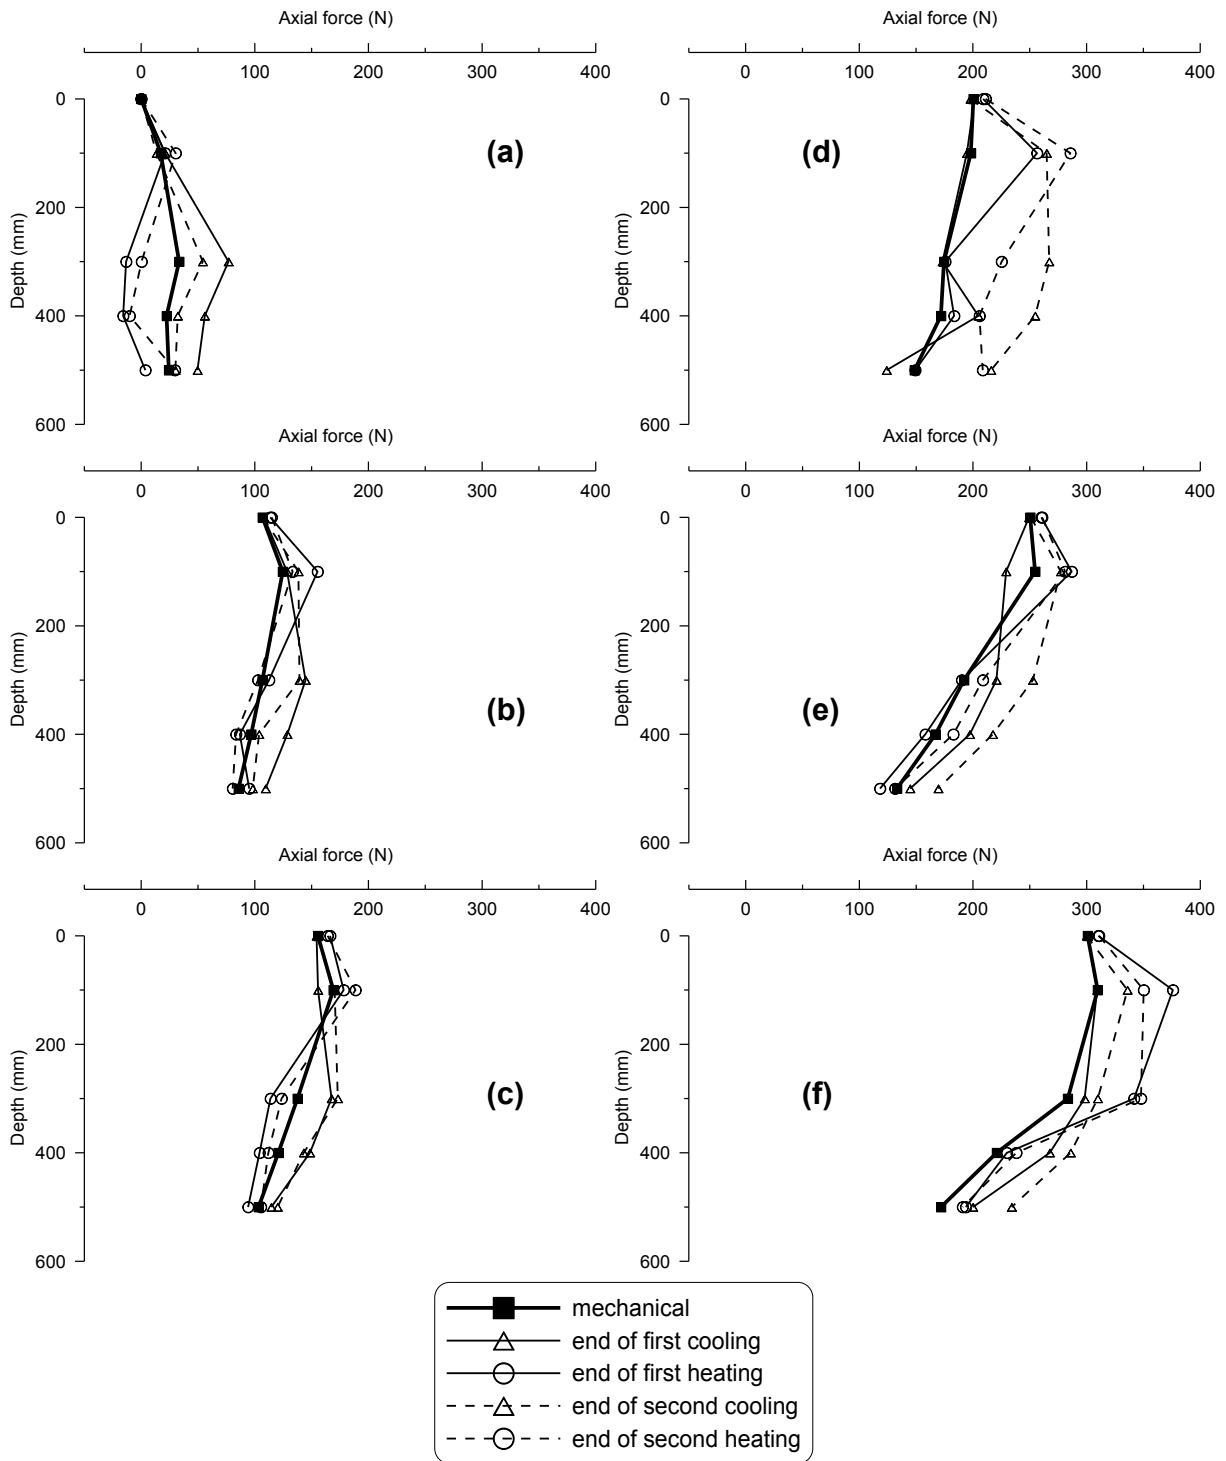 Axial force (N)
0 100 200 300 400
0
200
400
600
Depth (mm)
(a)
Axial force (N)
0 100 200 300 400
0
200
400
600
Depth (mm)
(d)
Axial force (N)
0 100 200 300 400
0
200
400
600
Depth (mm)
(b)
Axial force (N)
0 100 200 300 400
0
200
400
600
Depth (mm)
(e)
Axial force (N)
0 100 200 300 400
0
200
400
600
Depth (mm)
(c)
Axial force (N)
0 100 200 300 400
0
200
400
600
Depth (mm)
(f)
mechanical
end of first cooling
end of first heating
end of second cooling
end of second heating